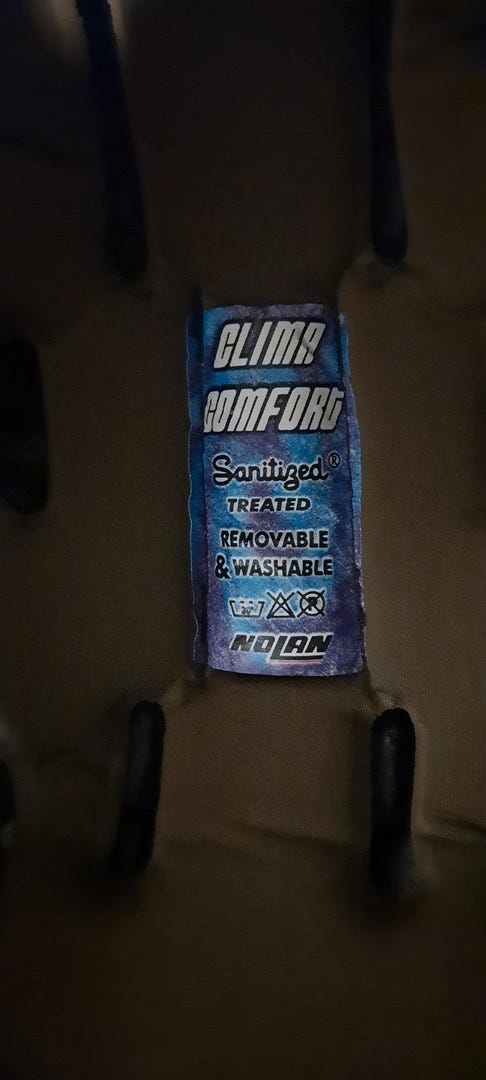 CLIMA
COMFORT
Sanitized®
TREATED
REMOVABLE
& WASHABLE
NOLAN